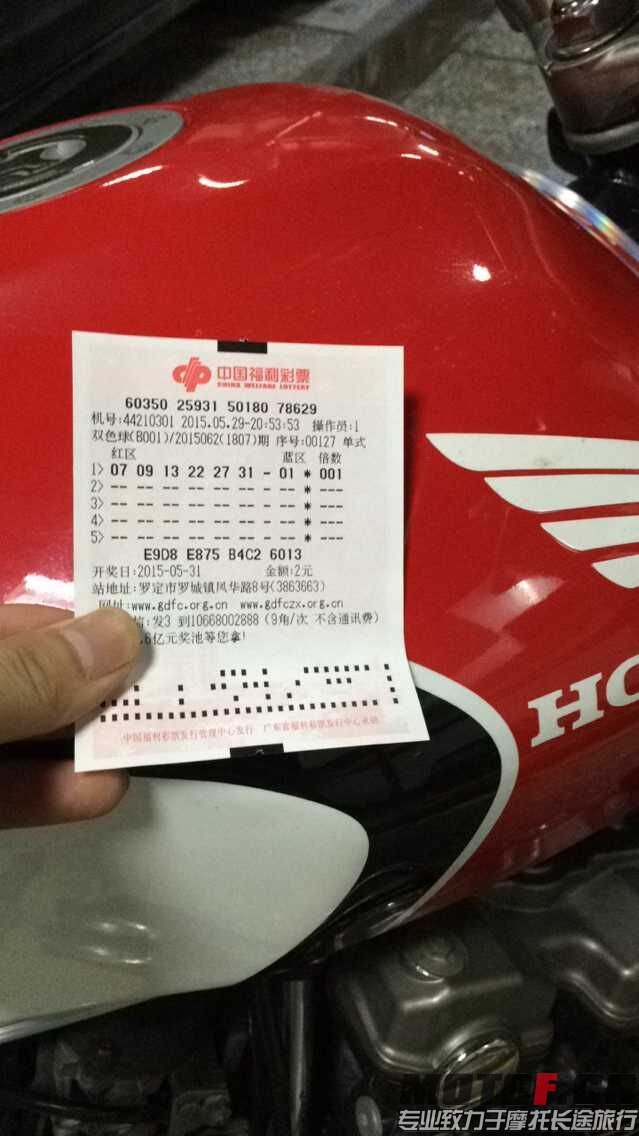 中国福利彩票
CHINA WELFARE LOTTERY
60350 25931 50180 78629
机号:44210301 2015.05.29-20:53:53 操作员:1
双色球(B001)/2015062(1807)期 序号:00127 单式
红区 蓝区 倍数
1> 07 09 13 22 27 31 - 01 * 001
2> -- -- -- -- -- -- - -- * ---
3> -- -- -- -- -- -- - -- * ---
4> -- -- -- -- -- -- - -- * ---
5> -- -- -- -- -- -- - -- * ---
E9D8 E875 B4C2 6013
开奖日:2015-05-31 金额:2元
站地址:罗定市罗城镇凤华路8号(3863663)
网址:www.gdfc.org.cn www.gdfczx.org.cn
信:发3 到10668002888 (9角/次 不含通讯费)
.6亿元奖池等您拿!
中国福利彩票发行管理中心发行 广东省福利彩票发行中心承销
HO
MOTOF.CN
专业致力于摩托长途旅行